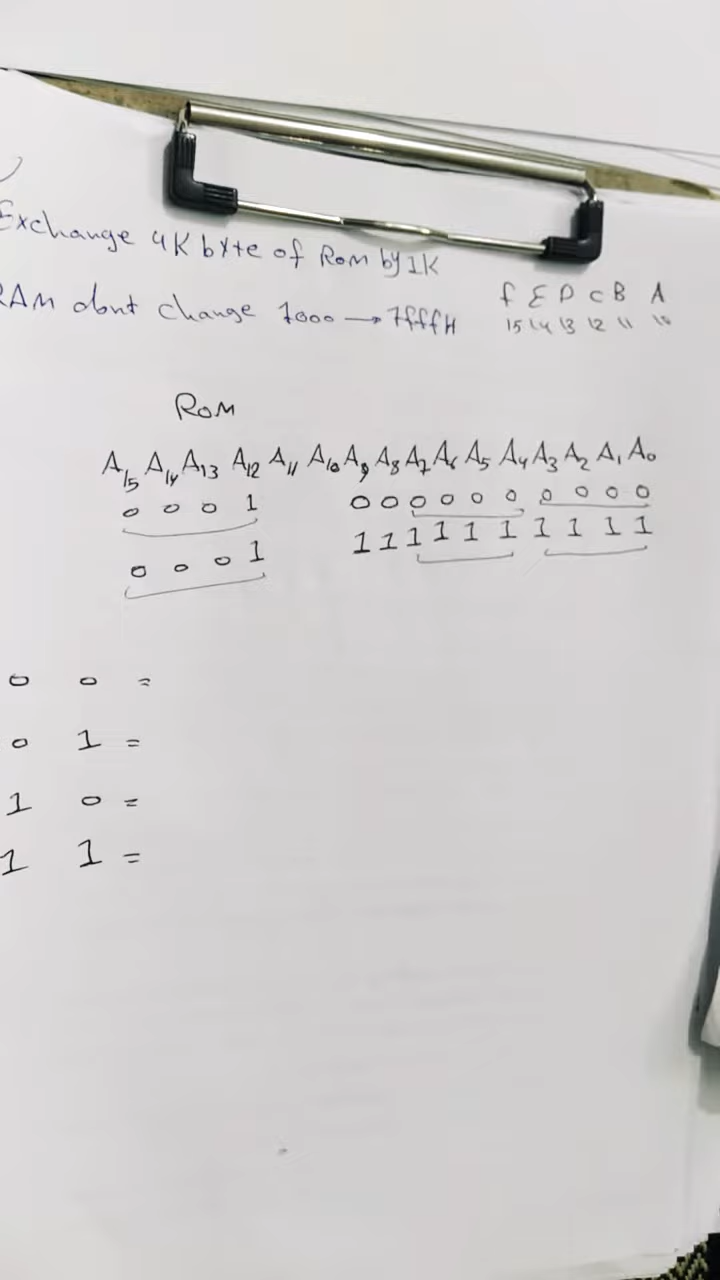 Exchange 4K byte of Rom by 1K
RAM dont change 7000 → 7fffH
f E D C B A
15 14 13 12 11 10
ROM
A15 A14 A13 A12 A11 A10 A9 A8 A7 A6 A5 A4 A3 A2 A1 A0
0 0 0 1 0 0 0 0 0 0 0 0 0 0
0 0 0 1 1 1 1 1 1 1 1 1 1 1
0 0 =
0 1 =
1 0 =
1 1 =